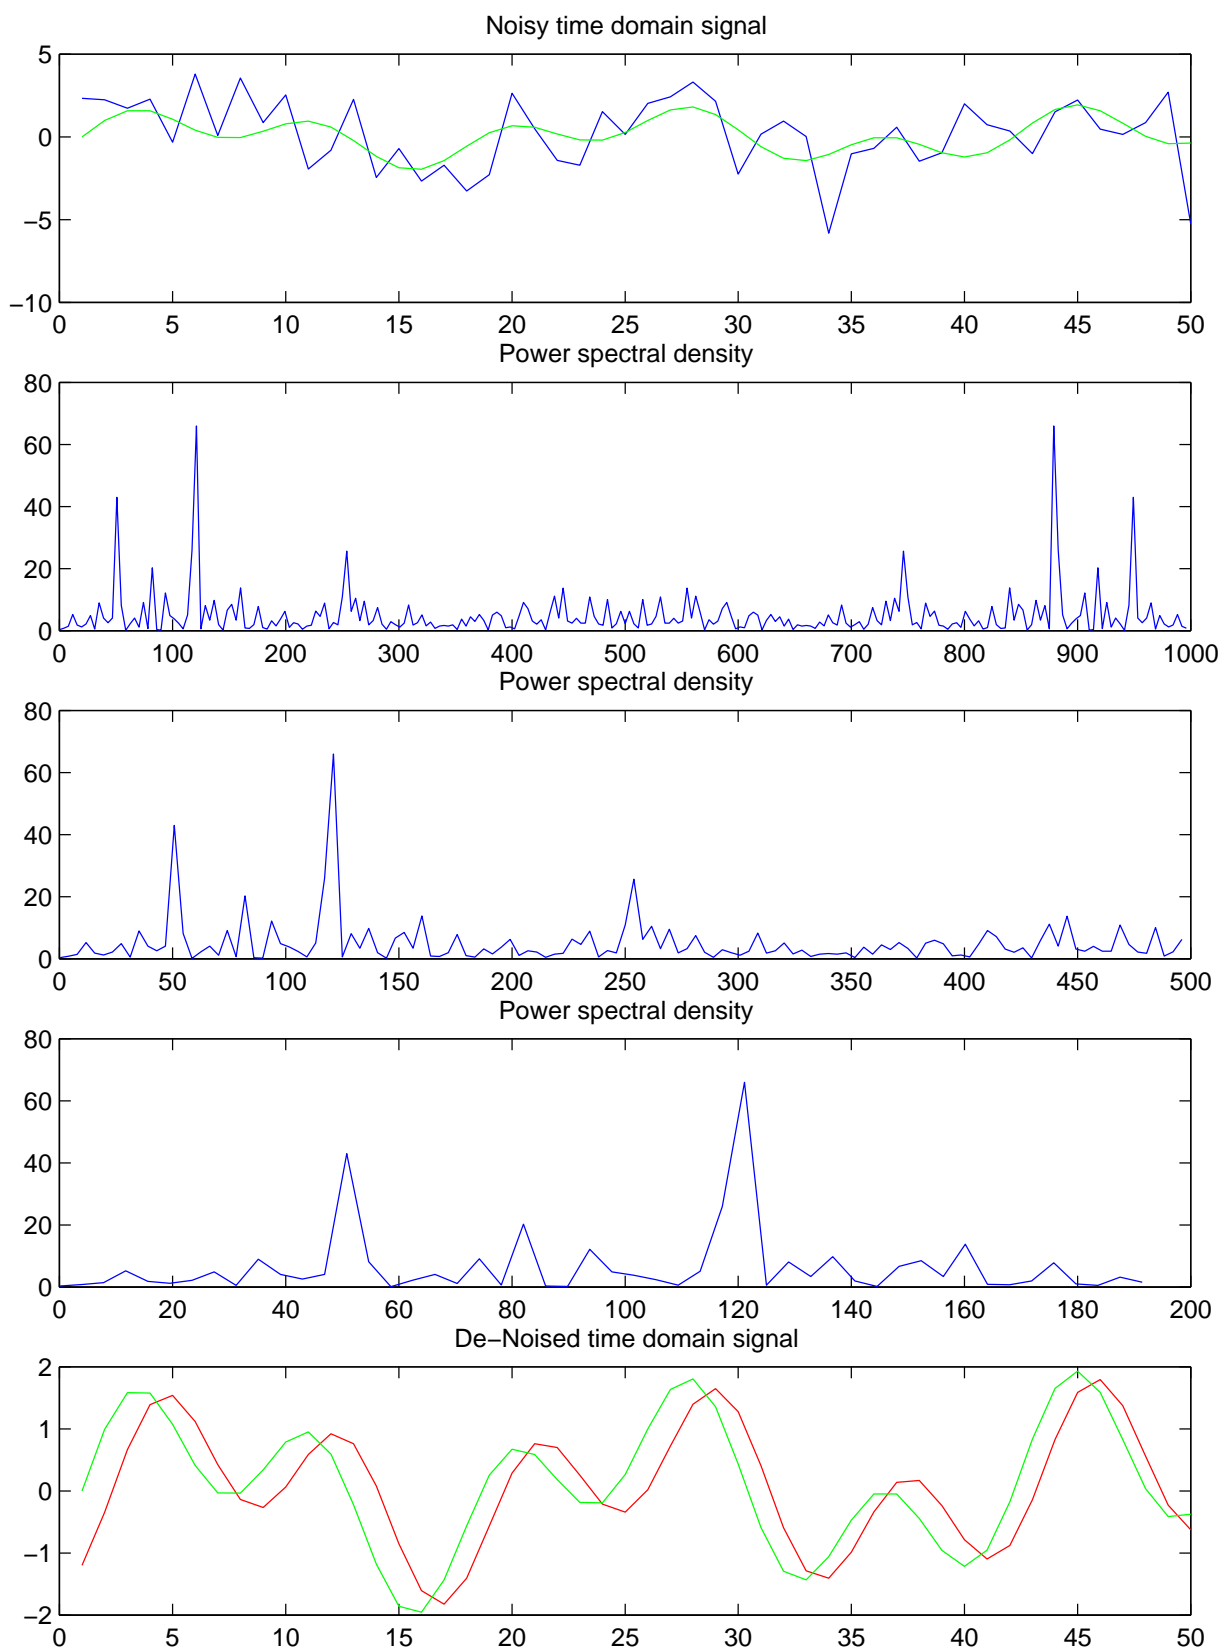 Noisy time domain signal
5
0
−5
−10
0 5 10 15 20 25 30 35 40 45 50
Power spectral density
80
60
40
20
0
0 100 200 300 400 500 600 700 800 900 1000
Power spectral density
80
60
40
20
0
0 50 100 150 200 250 300 350 400 450 500
Power spectral density
80
60
40
20
0
0 20 40 60 80 100 120 140 160 180 200
De−Noised time domain signal
2
1
0
−1
−2
0 5 10 15 20 25 30 35 40 45 50